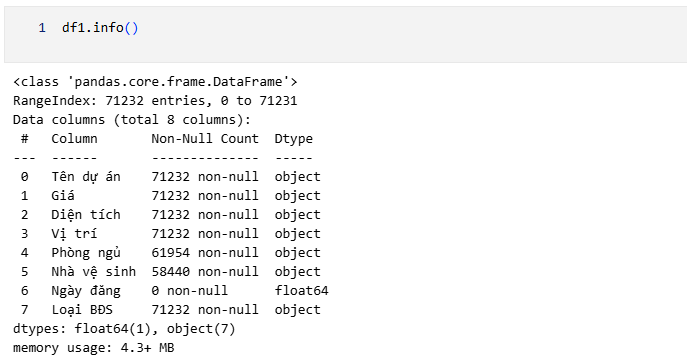 1 df1.info()
<class 'pandas.core.frame.DataFrame'>
RangeIndex: 71232 entries, 0 to 71231
Data columns (total 8 columns):
 #   Column       Non-Null Count  Dtype
---  ------       --------------  -----
 0   Tên dự án    71232 non-null  object
 1   Giá          71232 non-null  object
 2   Diện tích    71232 non-null  object
 3   Vị trí       71232 non-null  object
 4   Phòng ngủ    61954 non-null  object
 5   Nhà vệ sinh  58440 non-null  object
 6   Ngày đăng    0 non-null      float64
 7   Loại BĐS     71232 non-null  object
dtypes: float64(1), object(7)
memory usage: 4.3+ MB